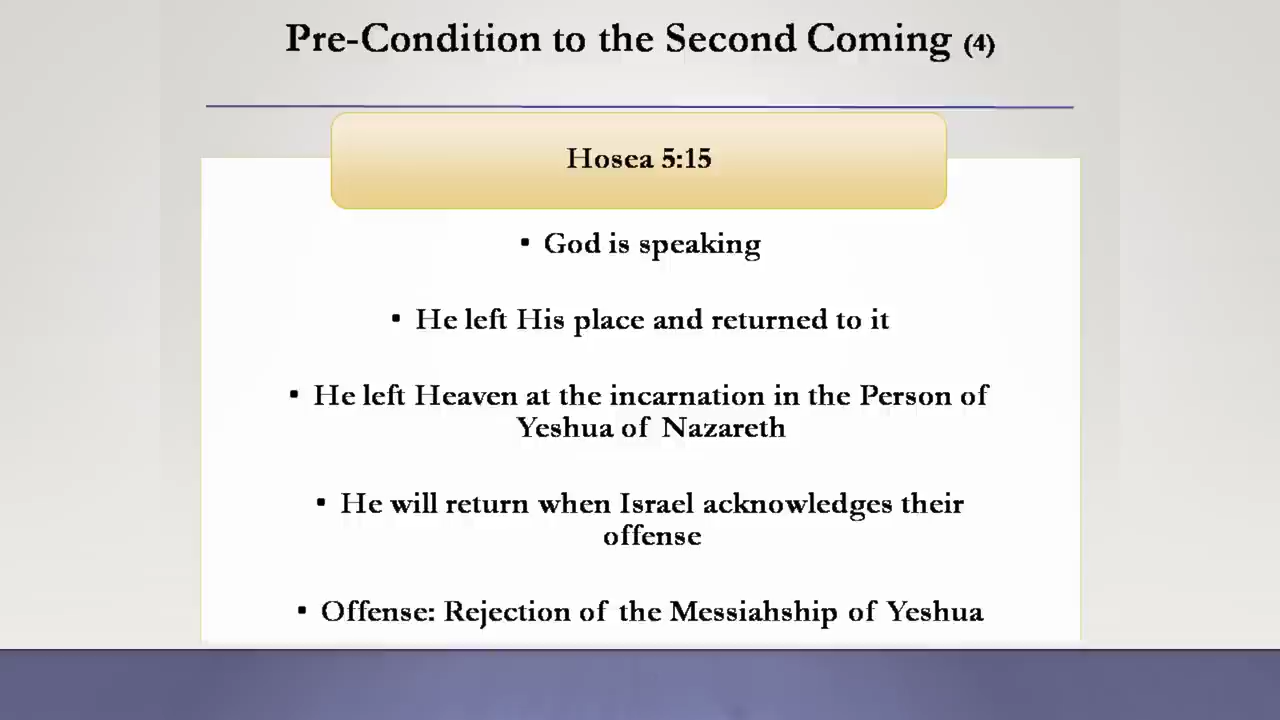 Pre-Condition to the Second Coming (4)
Hosea 5:15
▪ God is speaking
▪ He left His place and returned to it
▪ He left Heaven at the incarnation in the Person of
Yeshua of Nazareth
▪ He will return when Israel acknowledges their
offense
▪ Offense: Rejection of the Messiahship of Yeshua